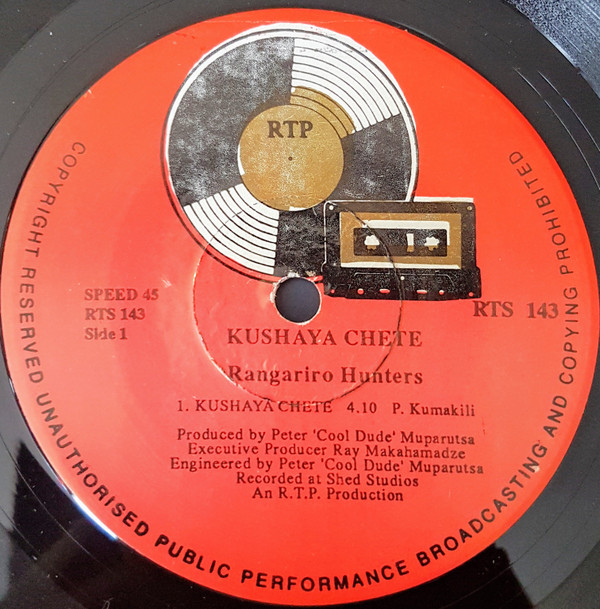 RTP
SPEED 45
RTS 143
Side 1
RTS 143
KUSHAYA CHETE
Rangariro Hunters
1. KUSHAYA CHETE 4.10 P. Kumakili
Produced by Peter 'Cool Dude' Muparutsa
Executive Producer Ray Makahamadze
Engineered by Peter 'Cool Dude' Muparutsa
Recorded at Shed Studios
An R.T.P. Production
COPYRIGHT RESERVED UNAUTHORISED PUBLIC PERFORMANCE BROADCASTING AND COPYING PROHIBITED